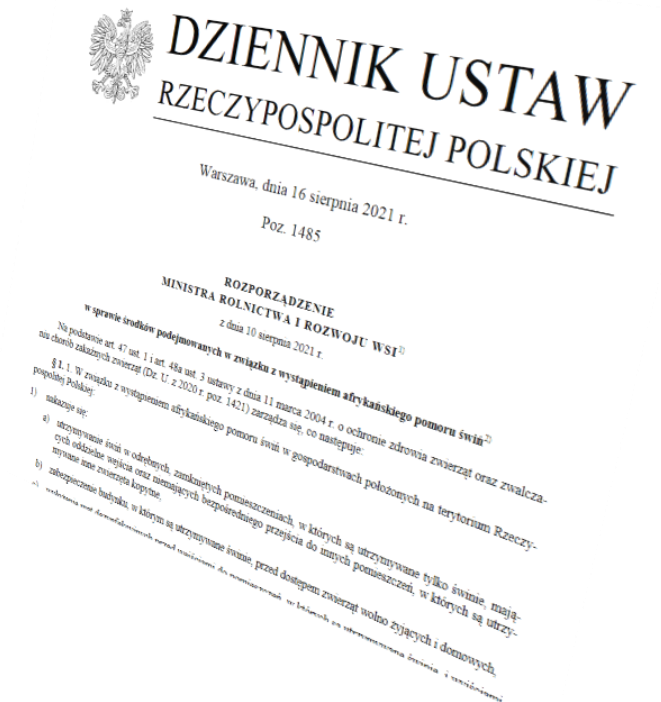 DZIENNIK USTAW
RZECZYPOSPOLITEJ POLSKIEJ
Warszawa, dnia 16 sierpnia 2021 r.
Poz. 1485
ROZPORZĄDZENIE
MINISTRA ROLNICTWA I ROZWOJU WSI1)
z dnia 10 sierpnia 2021 r.
w sprawie środków podejmowanych w związku z wystąpieniem afrykańskiego pomoru świń2)
Na podstawie art. 47 ust. 1 i art. 48a ust. 3 ustawy z dnia 11 marca 2004 r. o ochronie zdrowia zwierząt oraz zwalcza-
niu chorób zakaźnych zwierząt (Dz. U. z 2020 r. poz. 1421) zarządza się, co następuje:
§ 1. 1. W związku z wystąpieniem afrykańskiego pomoru świń w gospodarstwach położonych na terytorium Rzeczy-
pospolitej Polskiej:
1) nakazuje się:
a) utrzymywanie świń w odrębnych, zamkniętych pomieszczeniach, w których są utrzymywane tylko świnie, mają-
cych oddzielne wejścia oraz niemających bezpośredniego przejścia do innych pomieszczeń, w których są utrzy-
mywane inne zwierzęta kopytne,
b) zabezpieczenie budynku, w którym są utrzymywane świnie, przed dostępem zwierząt wolno żyjących i domowych,